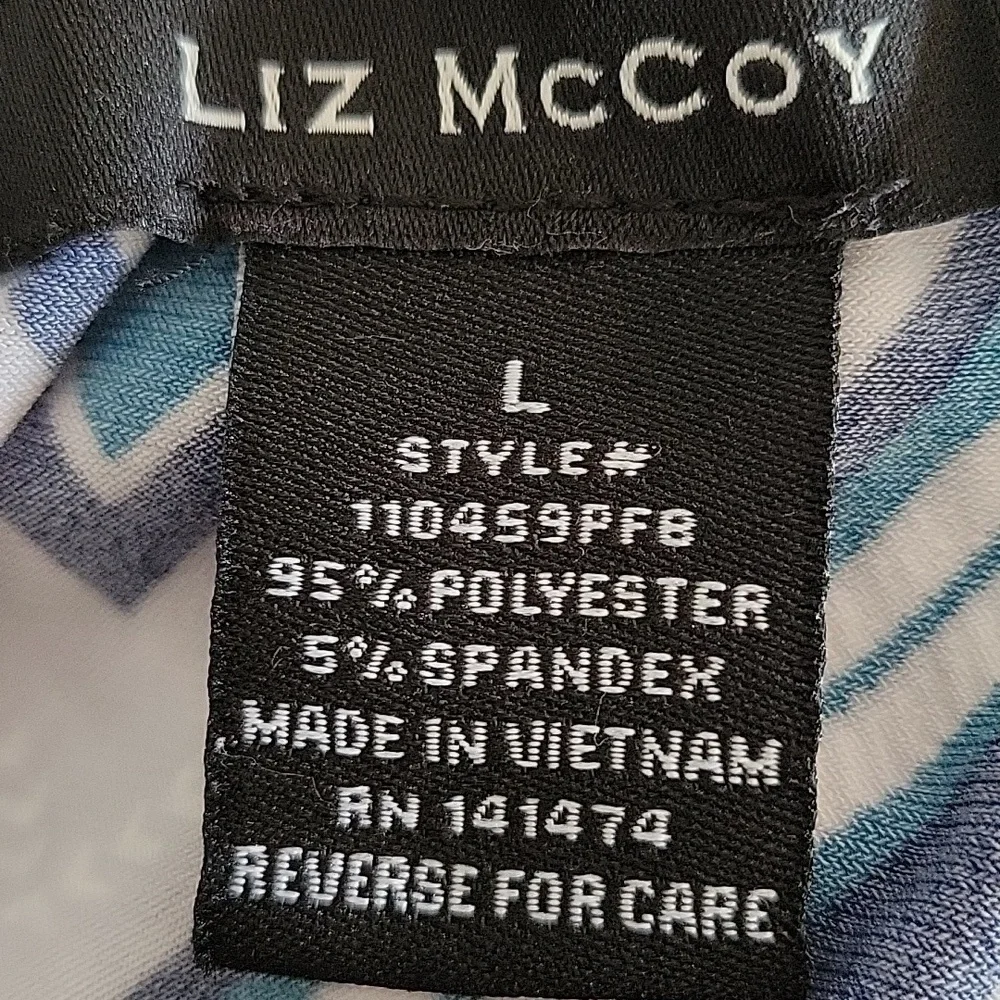 LIZ MCCOY
L
STYLE#
110459PF8
95% POLYESTER
5% SPANDEX
MADE IN VIETNAM
RN 141474
REVERSE FOR CARE